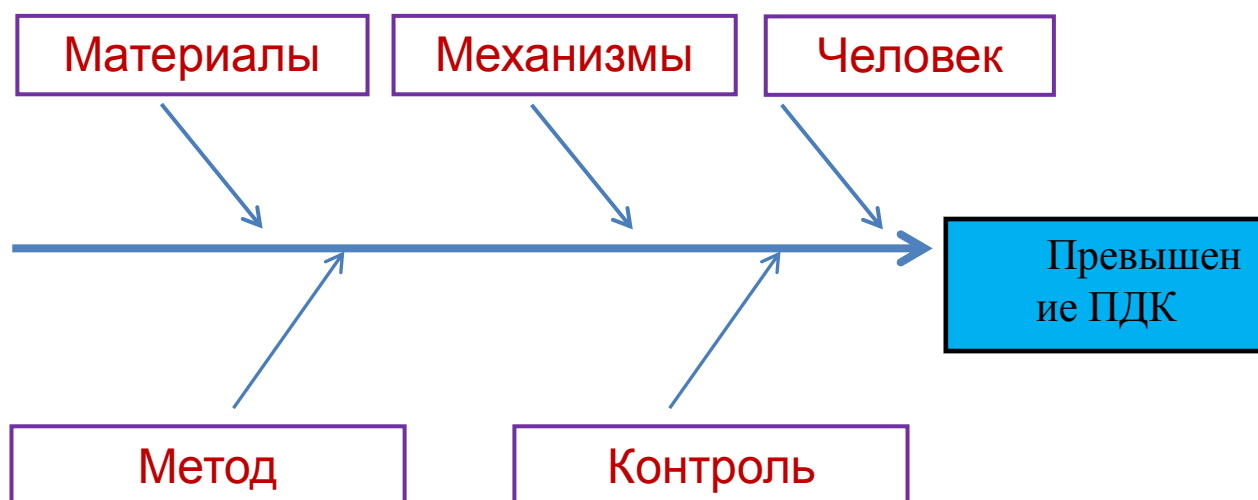 Материалы
Механизмы
Человек
Превышен
ие ПДК
Метод
Контроль